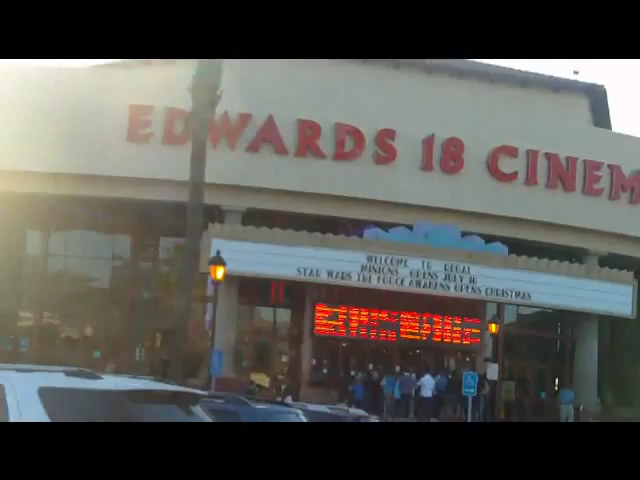 EDWARDS 18 CINEM
WELCOME TO REGAL
MINIONS OPENS JULY 10
STAR WARS THE FORCE AWAKENS OPENS CHRISTMAS